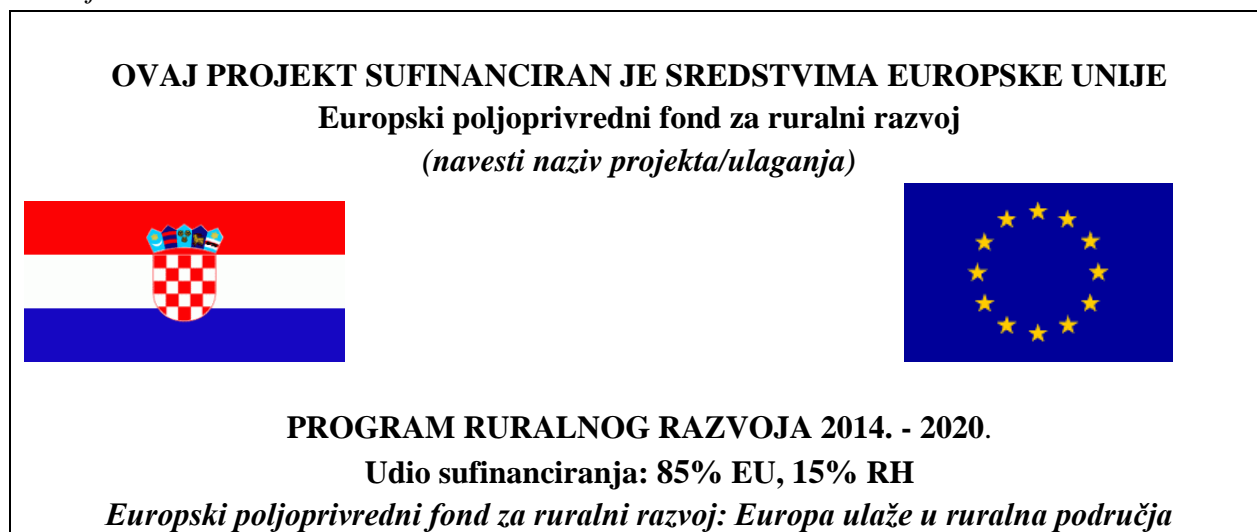 OVAJ PROJEKT SUFINANCIRAN JE SREDSTVIMA EUROPSKE UNIJE
Europski poljoprivredni fond za ruralni razvoj
(navesti naziv projekta/ulaganja)
PROGRAM RURALNOG RAZVOJA 2014. - 2020.
Udio sufinanciranja: 85% EU, 15% RH
Europski poljoprivredni fond za ruralni razvoj: Europa ulaže u ruralna područja